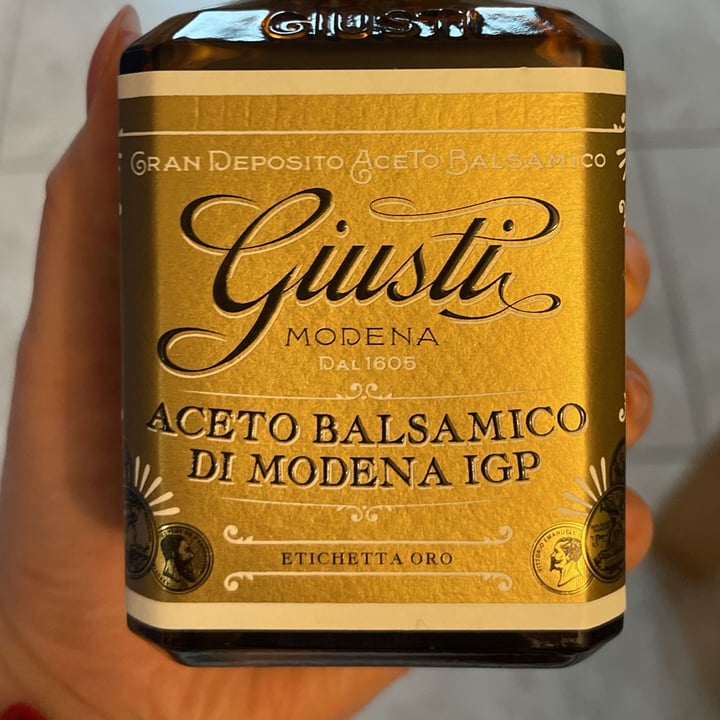 GIUSTI
GRAN DEPOSITO ACETO BALSAMICO
Giusti
MODENA
DAL 1605
ACETO BALSAMICO
DI MODENA IGP
ETICHETTA ORO